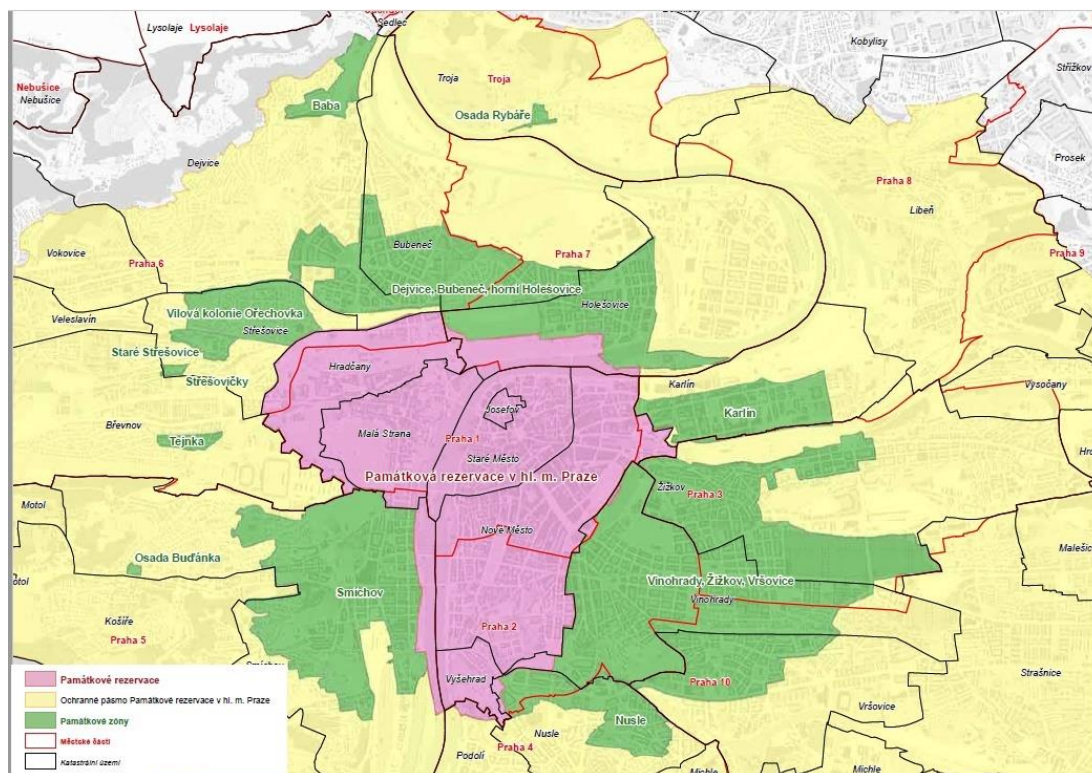 Lysolaje
Lysolaje
Sedlec
Kobylisy
Nebušice
Nebušice
Střížkov
Troja
Troja
Baba
Osada Rybáře
Dejvice
Prosek
Praha 8
Libeň
Vokovice
Praha 6
Bubeneč
Praha 7
Praha 9
Dejvice, Bubeneč, horní Holešovice
Holešovice
Veleslavín
Vilová kolonie Ořechovka
Střešovice
Staré Střešovice
Střešovičky
Hradčany
Karlín
Vysočany
Josefov
Karlín
Břevnov
Tejnka
Malá Strana
Praha 1
Staré Město
Památková rezervace v hl. m. Praze
Žižkov
Praha 3
Motol
Nové Město
Osada Buďánka
Smíchov
Vinohrady, Žižkov, Vršovice
Vinohrady
Košíře
Praha 5
Praha 2
Vyšehrad
Praha 10
Strašnice
Vršovice
Nusle
Nusle
Praha 4
Podolí
Michle
Michle
Památkové rezervace
Ochranné pásmo Památkové rezervace v hl. m. Praze
Památkové zóny
Městské části
Katastrální území